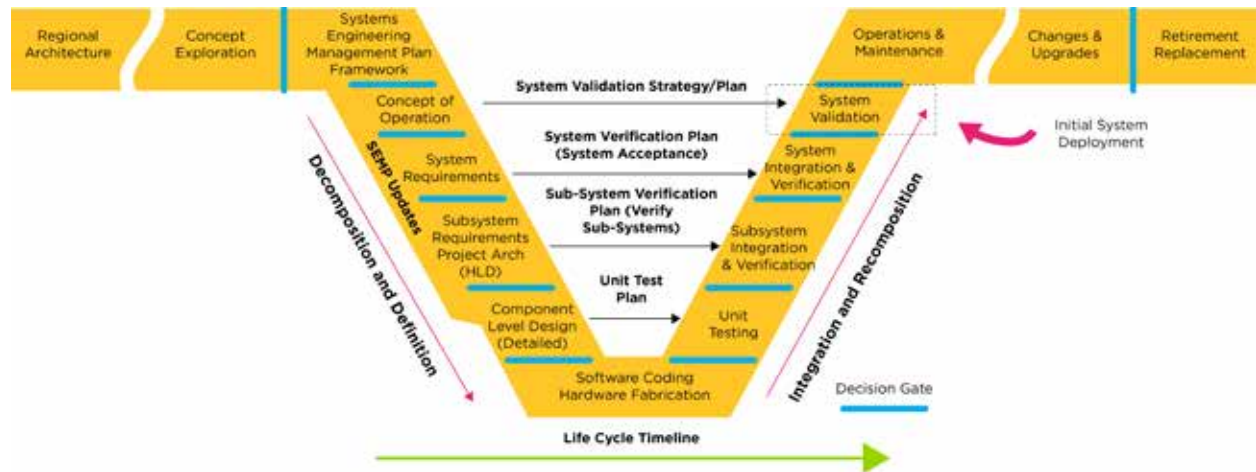 Regional
Architecture
Concept
Exploration
Systems
Engineering
Management Plan
Framework
Operations &
Maintenance
Changes &
Upgrades
Retirement
Replacement
Concept of
Operation
System Validation Strategy/Plan
System
Validation
Initial System
Deployment
SEMP Updates
System
Requirements
System Verification Plan
(System Acceptance)
System
Integration &
Verification
Subsystem
Requirements
Project Arch
(HLD)
Sub-System Verification
Plan (Verify
Sub-Systems)
Subsystem
Integration
& Verification
Decomposition and Definition
Component
Level Design
(Detailed)
Unit Test
Plan
Unit
Testing
Integration and Recomposition
Software Coding
Hardware Fabrication
Decision Gate
Life Cycle Timeline